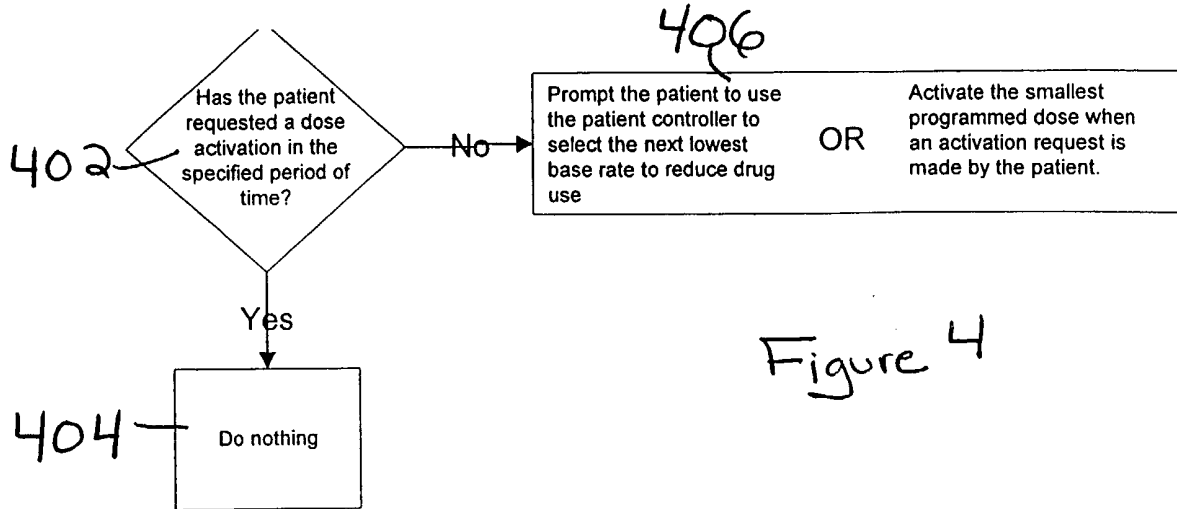 406
Has the patient
requested a dose
activation in the
specified period of
time?
402
No
Prompt the patient to use
the patient controller to
select the next lowest
base rate to reduce drug
use
OR
Activate the smallest
programmed dose when
an activation request is
made by the patient.
Yes
Figure 4
404
Do nothing